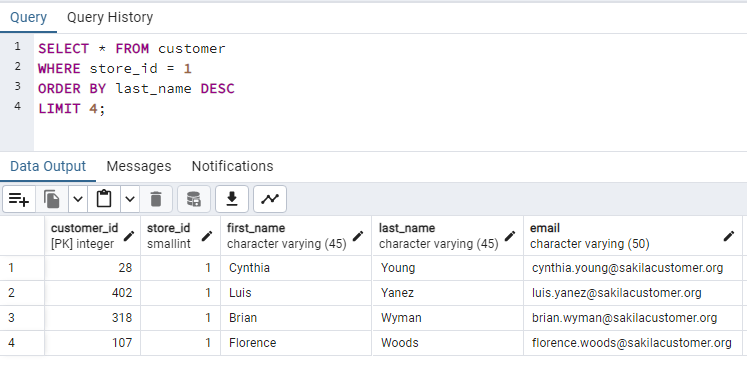 Query Query History
1 SELECT * FROM customer
2 WHERE store_id = 1
3 ORDER BY last_name DESC
4 LIMIT 4;
Data Output Messages Notifications
customer_id store_id first_name last_name email
[PK] integer smallint character varying (45) character varying (45) character varying (50)
1 28 1 Cynthia Young cynthia.young@sakilacustomer.org
2 402 1 Luis Yanez luis.yanez@sakilacustomer.org
3 318 1 Brian Wyman brian.wyman@sakilacustomer.org
4 107 1 Florence Woods florence.woods@sakilacustomer.org